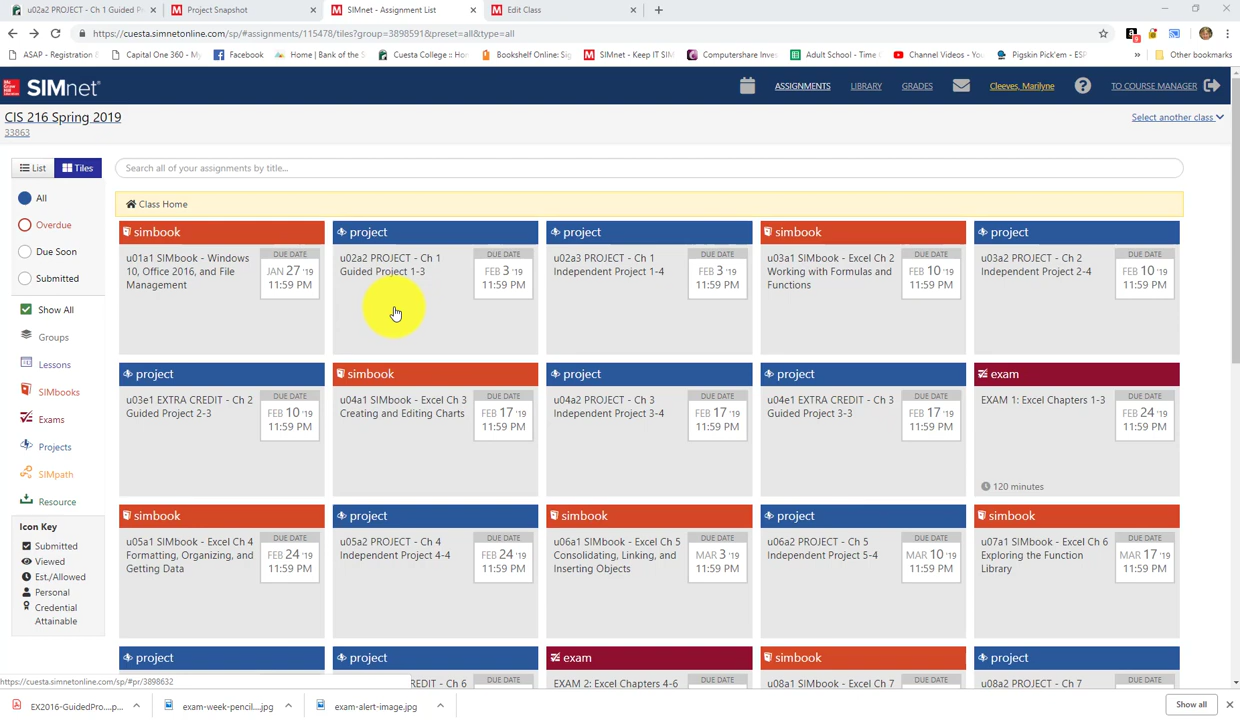 u02a2 PROJECT - Ch 1 Guided P
Project Snapshot
SIMnet - Assignment List
Edit Class
https://cuesta.simnetonline.com/sp/#assignments/115478/tiles?group=3898591&preset=all&type=all
ASAP - Registration
Capital One 360 - My
Facebook
Home | Bank of the
Cuesta College :: Hom
Bookshelf Online: Sig
SIMnet - Keep IT SIM
Computershare Inves
Adult School - Time
Channel Videos - You
Pigskin Pick'em - ESP
Other bookmarks
SIMnet
ASSIGNMENTS
LIBRARY
GRADES
Cleeves, Marilyne
TO COURSE MANAGER
CIS 216 Spring 2019
33863
Select another class
List
Tiles
Search all of your assignments by title...
All
Overdue
Due Soon
Submitted
Show All
Groups
Lessons
SIMbooks
Exams
Projects
SIMpath
Resource
Icon Key
Submitted
Viewed
Est./Allowed
Personal
Credential
Attainable
Class Home
simbook
u01a1 SIMbook - Windows
10, Office 2016, and File
Management
DUE DATE
JAN 27 '19
11:59 PM
project
u02a2 PROJECT - Ch 1
Guided Project 1-3
DUE DATE
FEB 3 '19
11:59 PM
project
u02a3 PROJECT - Ch 1
Independent Project 1-4
DUE DATE
FEB 3 '19
11:59 PM
simbook
u03a1 SIMbook - Excel Ch 2
Working with Formulas and
Functions
DUE DATE
FEB 10 '19
11:59 PM
project
u03a2 PROJECT - Ch 2
Independent Project 2-4
DUE DATE
FEB 10 '19
11:59 PM
project
u03e1 EXTRA CREDIT - Ch 2
Guided Project 2-3
DUE DATE
FEB 10 '19
11:59 PM
simbook
u04a1 SIMbook - Excel Ch 3
Creating and Editing Charts
DUE DATE
FEB 17 '19
11:59 PM
project
u04a2 PROJECT - Ch 3
Independent Project 3-4
DUE DATE
FEB 17 '19
11:59 PM
project
u04e1 EXTRA CREDIT - Ch 3
Guided Project 3-3
DUE DATE
FEB 17 '19
11:59 PM
exam
EXAM 1: Excel Chapters 1-3
DUE DATE
FEB 24 '19
11:59 PM
120 minutes
simbook
u05a1 SIMbook - Excel Ch 4
Formatting, Organizing, and
Getting Data
DUE DATE
FEB 24 '19
11:59 PM
project
u05a2 PROJECT - Ch 4
Independent Project 4-4
DUE DATE
FEB 24 '19
11:59 PM
simbook
u06a1 SIMbook - Excel Ch 5
Consolidating, Linking, and
Inserting Objects
DUE DATE
MAR 3 '19
11:59 PM
project
u06a2 PROJECT - Ch 5
Independent Project 5-4
DUE DATE
MAR 10 '19
11:59 PM
simbook
u07a1 SIMbook - Excel Ch 6
Exploring the Function
Library
DUE DATE
MAR 17 '19
11:59 PM
project
project
REDIT - Ch 6
DUE DATE
exam
EXAM 2: Excel Chapters 4-6
DUE DATE
simbook
u08a1 SIMbook - Excel Ch 7
DUE DATE
project
u08a2 PROJECT - Ch 7
DUE DATE
https://cuesta.simnetonline.com/sp/#pr/3898632
EX2016-GuidedPro....p...
exam-week-pencil....jpg
exam-alert-image.jpg
Show all